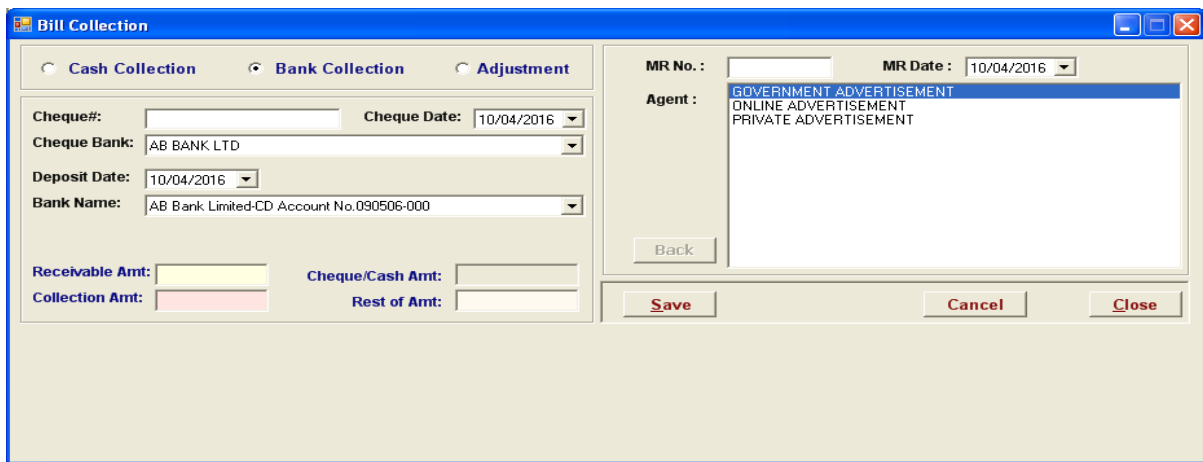 Bill Collection
Cash Collection Bank Collection Adjustment
Cheque#: Cheque Date: 10/04/2016
Cheque Bank: AB BANK LTD
Deposit Date: 10/04/2016
Bank Name: AB Bank Limited-CD Account No.090506-000
Receivable Amt: Cheque/Cash Amt:
Collection Amt: Rest of Amt:
MR No. : MR Date : 10/04/2016
Agent : GOVERNMENT ADVERTISEMENT
ONLINE ADVERTISEMENT
PRIVATE ADVERTISEMENT
Back
Save Cancel Close